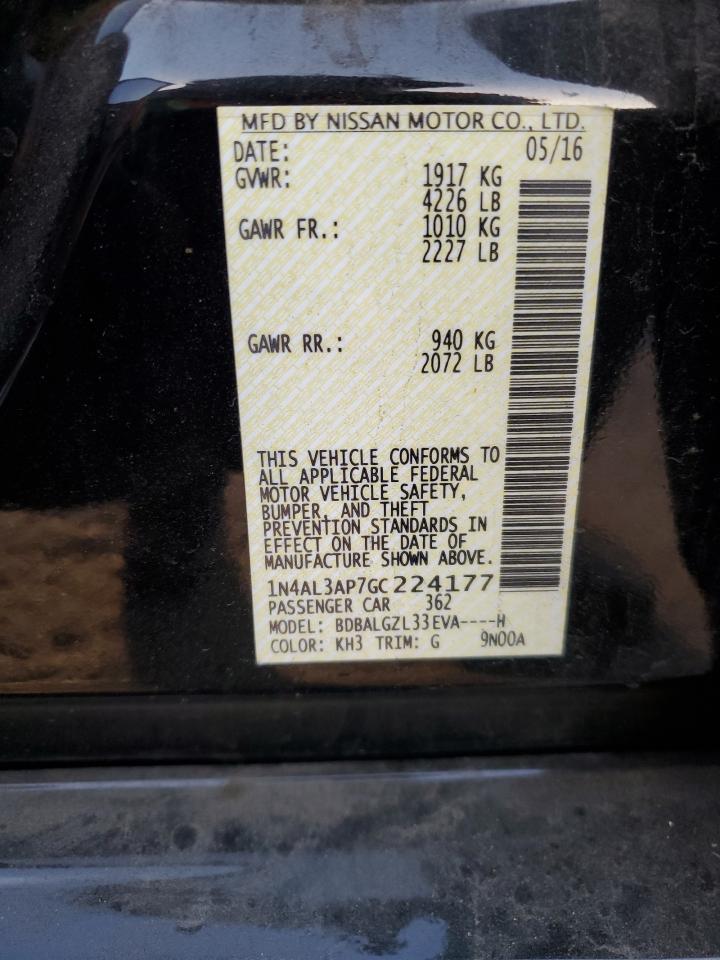 MFD BY NISSAN MOTOR CO., LTD.
DATE: 05/16
GVWR: 1917 KG
4226 LB
GAWR FR.: 1010 KG
2227 LB
GAWR RR.: 940 KG
2072 LB
THIS VEHICLE CONFORMS TO
ALL APPLICABLE FEDERAL
MOTOR VEHICLE SAFETY,
BUMPER, AND THEFT
PREVENTION STANDARDS IN
EFFECT ON THE DATE OF
MANUFACTURE SHOWN ABOVE.
1N4AL3AP7GC224177
PASSENGER CAR 362
MODEL: BDBALGZL33EVA----H
COLOR: KH3 TRIM: G 9N00A